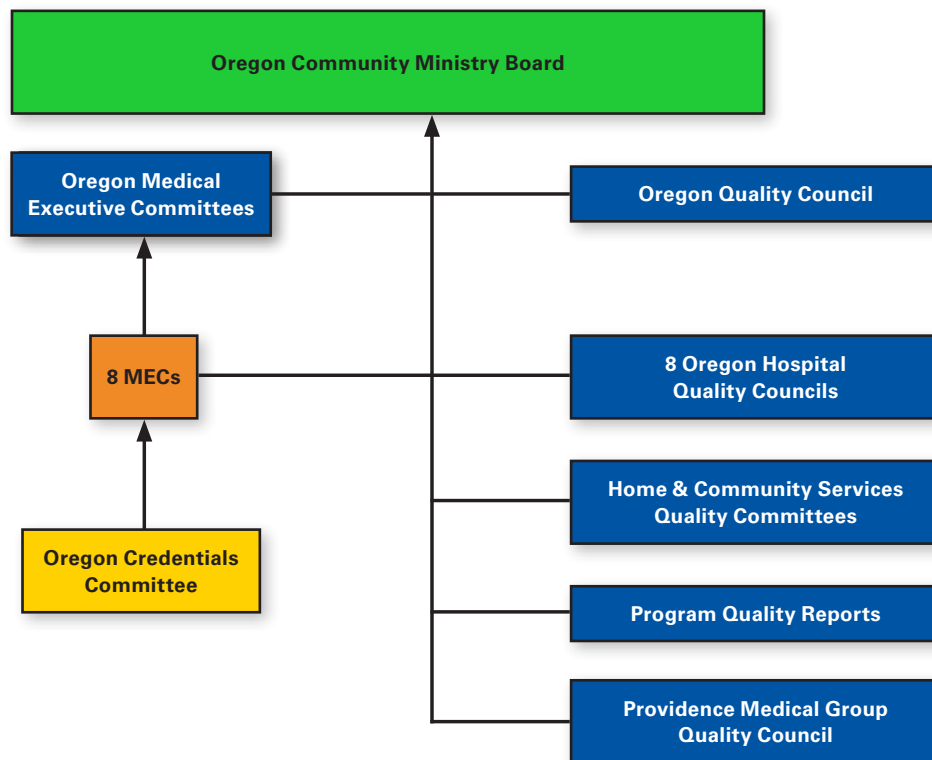 Oregon Community Ministry Board
Oregon Medical
Executive Committees
Oregon Quality Council
8 MECs
8 Oregon Hospital
Quality Councils
Home & Community Services
Quality Committees
Oregon Credentials
Committee
Program Quality Reports
Providence Medical Group
Quality Council